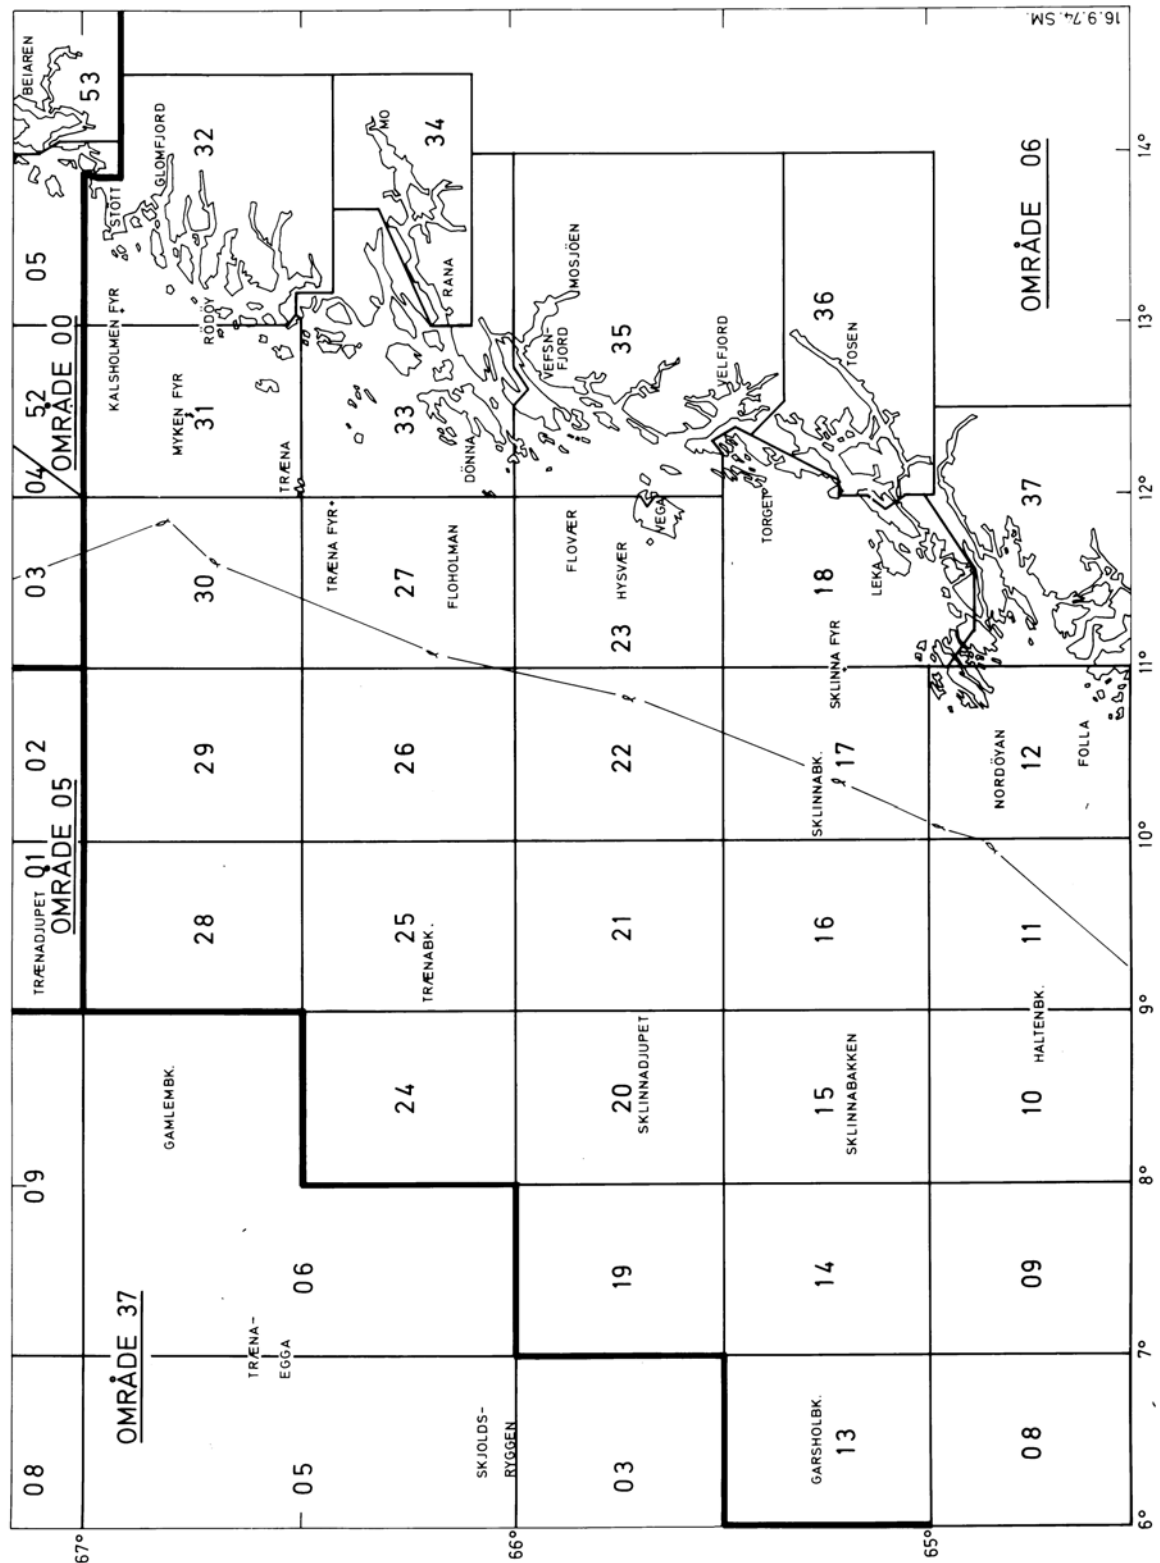 16.9.74. SM.
BEIAREN
53
05
52
04
OMRÅDE 00
03
02
OMRÅDE 05
01
TRÆNADJUPET
09
08
OMRÅDE 37
GLOMFJORD
32
STÖTT
KALSHOLMEN FYR
RÖDÖY
MYKEN FYR
31
TRÆNA
30
29
28
GAMLEMBK.
06
TRÆNA-
EGGA
05
MO
34
RANA
33
DÖNNA
TRÆNA FYR
27
FLOHOLMAN
26
25
TRÆNABK.
24
SKJOLDS-
RYGGEN
MOSJÖEN
VEFSN-
FJORD
35
VELFJORD
FLOVÆR
VEGA
HYSVÆR
23
22
21
20
SKLINNADJUPET
19
03
36
TOSEN
TORGET
18
LEKA
SKLINNA FYR
17
SKLINNABK.
16
15
SKLINNABAKKEN
14
GARSHOLBK.
13
OMRÅDE 06
37
NORDÖYAN
12
FOLLA
11
HALTENBK.
10
09
08
14°
13°
12°
11°
10°
9°
8°
7°
6°
67°
66°
65°